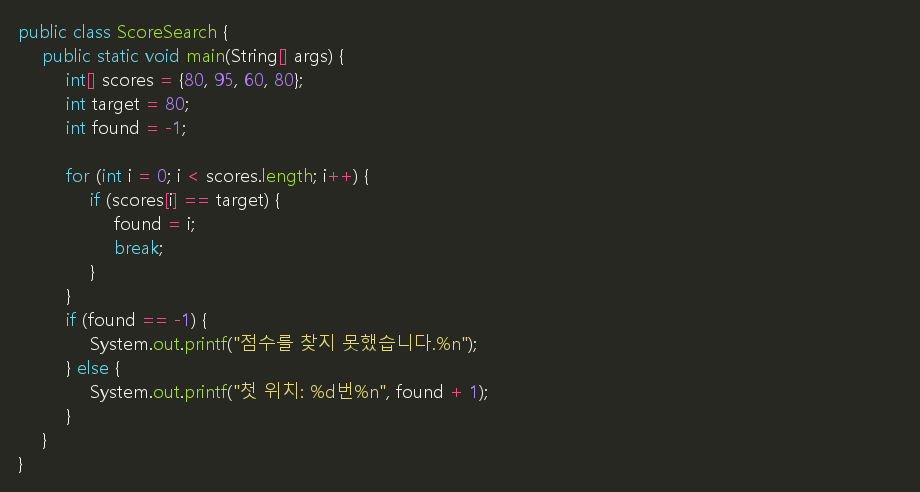 public class ScoreSearch {
    public static void main(String[] args) {
        int[] scores = {80, 95, 60, 80};
        int target = 80;
        int found = -1;

        for (int i = 0; i < scores.length; i++) {
            if (scores[i] == target) {
                found = i;
                break;
            }
        }
        if (found == -1) {
            System.out.printf("점수를 찾지 못했습니다.%n");
        } else {
            System.out.printf("첫 위치: %d번%n", found + 1);
        }
    }
}